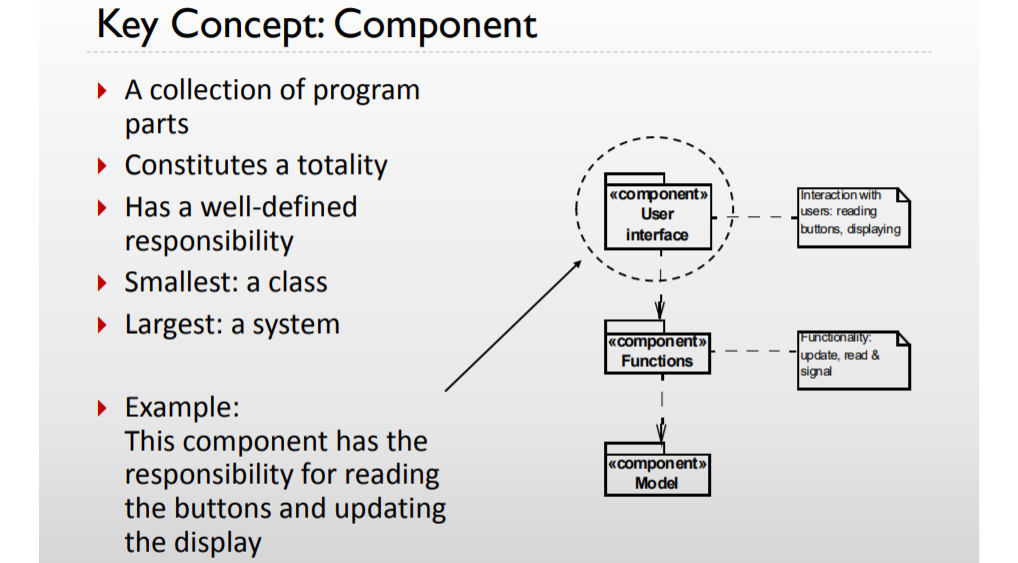 Key Concept: Component
A collection of program
parts
Constitutes a totality
Has a well-defined
responsibility
Smallest: a class
Largest: a system
Example:
This component has the
responsibility for reading
the buttons and updating
the display
«component»
User
interface
Interaction with
users: reading
buttons, displaying
«component»
Functions
Functionality:
update, read &
signal
«component»
Model